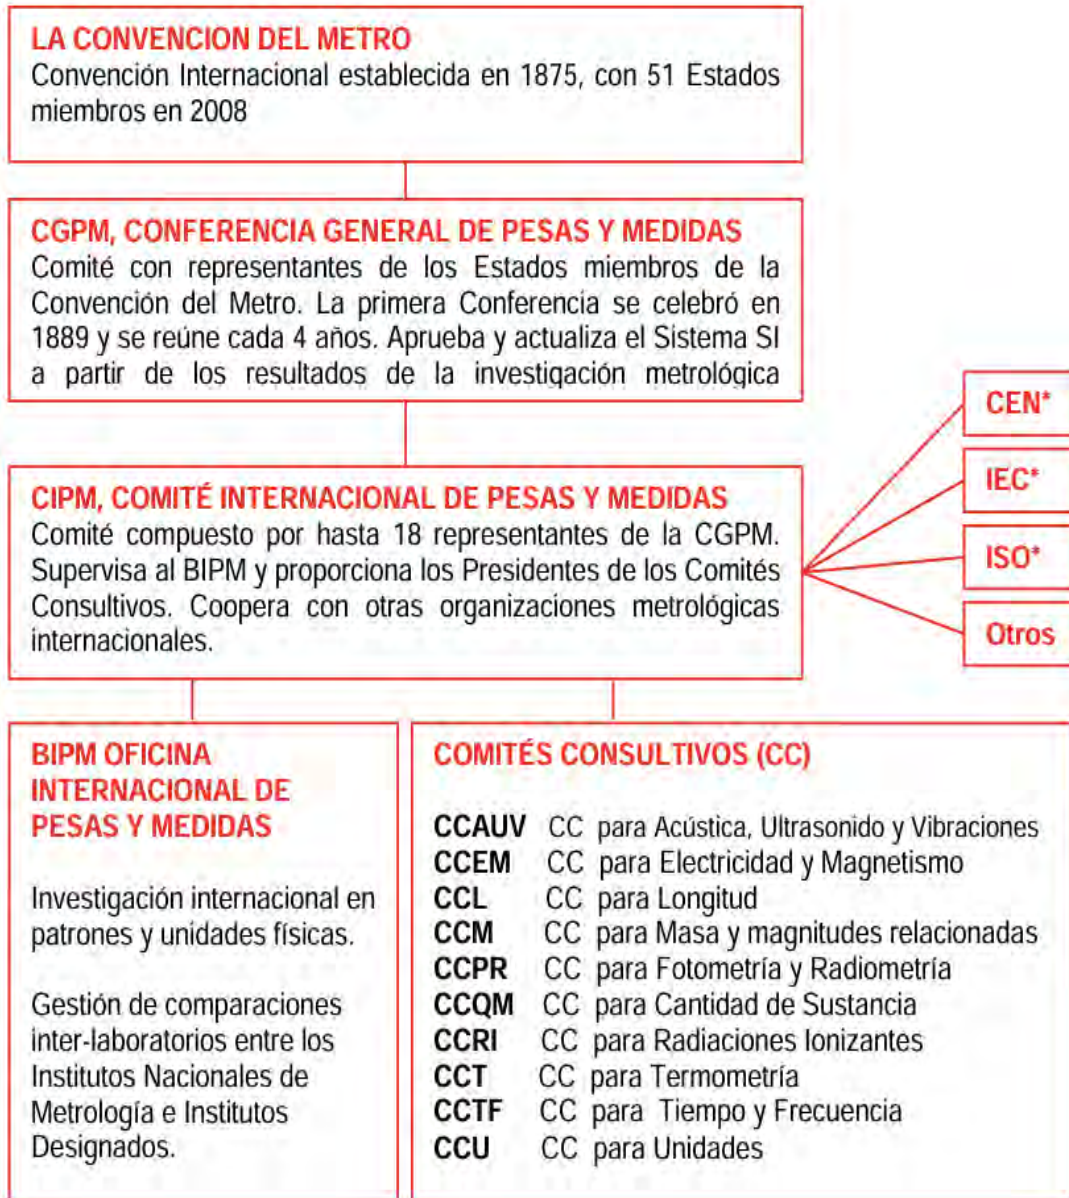 LA CONVENCION DEL METRO
Convención Internacional establecida en 1875, con 51 Estados
miembros en 2008
CGPM, CONFERENCIA GENERAL DE PESAS Y MEDIDAS
Comité con representantes de los Estados miembros de la
Convención del Metro. La primera Conferencia se celebró en
1889 y se reúne cada 4 años. Aprueba y actualiza el Sistema SI
a partir de los resultados de la investigación metrológica
CIPM, COMITÉ INTERNACIONAL DE PESAS Y MEDIDAS
Comité compuesto por hasta 18 representantes de la CGPM.
Supervisa al BIPM y proporciona los Presidentes de los Comités
Consultivos. Coopera con otras organizaciones metrológicas
internacionales.
CEN*
IEC*
ISO*
Otros
BIPM OFICINA
INTERNACIONAL DE
PESAS Y MEDIDAS
Investigación internacional en
patrones y unidades físicas.
Gestión de comparaciones
inter-laboratorios entre los
Institutos Nacionales de
Metrología e Institutos
Designados.
COMITÉS CONSULTIVOS (CC)
CCAUV CC para Acústica, Ultrasonido y Vibraciones
CCEM CC para Electricidad y Magnetismo
CCL CC para Longitud
CCM CC para Masa y magnitudes relacionadas
CCPR CC para Fotometría y Radiometría
CCQM CC para Cantidad de Sustancia
CCRI CC para Radiaciones Ionizantes
CCT CC para Termometría
CCTF CC para Tiempo y Frecuencia
CCU CC para Unidades